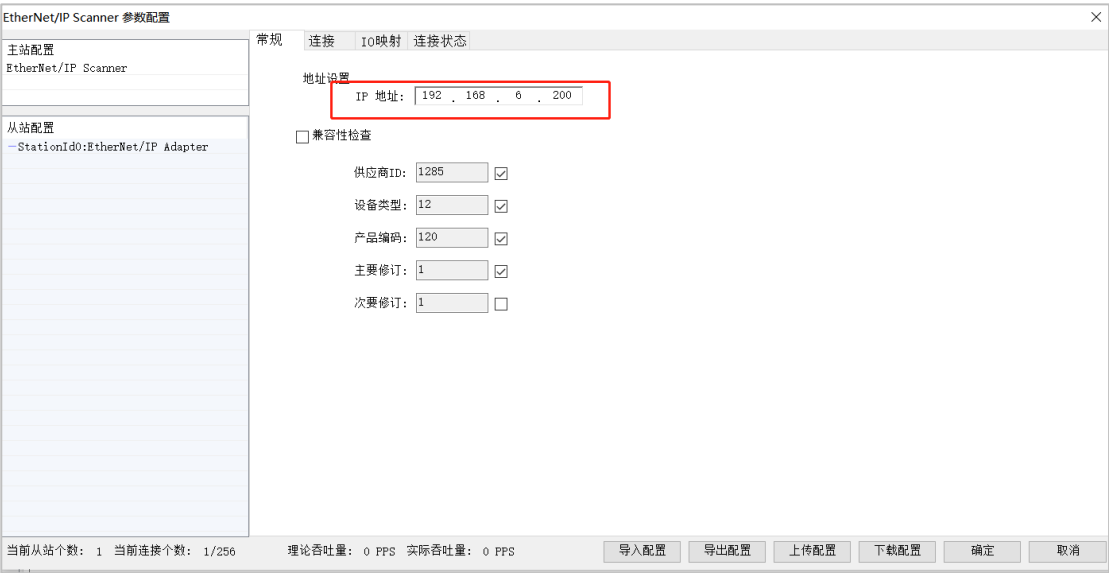 EtherNet/IP Scanner 参数配置
主站配置
EtherNet/IP Scanner
从站配置
StationId0:EtherNet/IP Adapter
常规 连接 IO映射 连接状态
地址设置
IP 地址: 192 . 168 . 6 . 200
兼容性检查
供应商ID: 1285
设备类型: 12
产品编码: 120
主要修订: 1
次要修订: 1
当前从站个数: 1 当前连接个数: 1/256 理论吞吐量: 0 PPS 实际吞吐量: 0 PPS 导入配置 导出配置 上传配置 下载配置 确定 取消